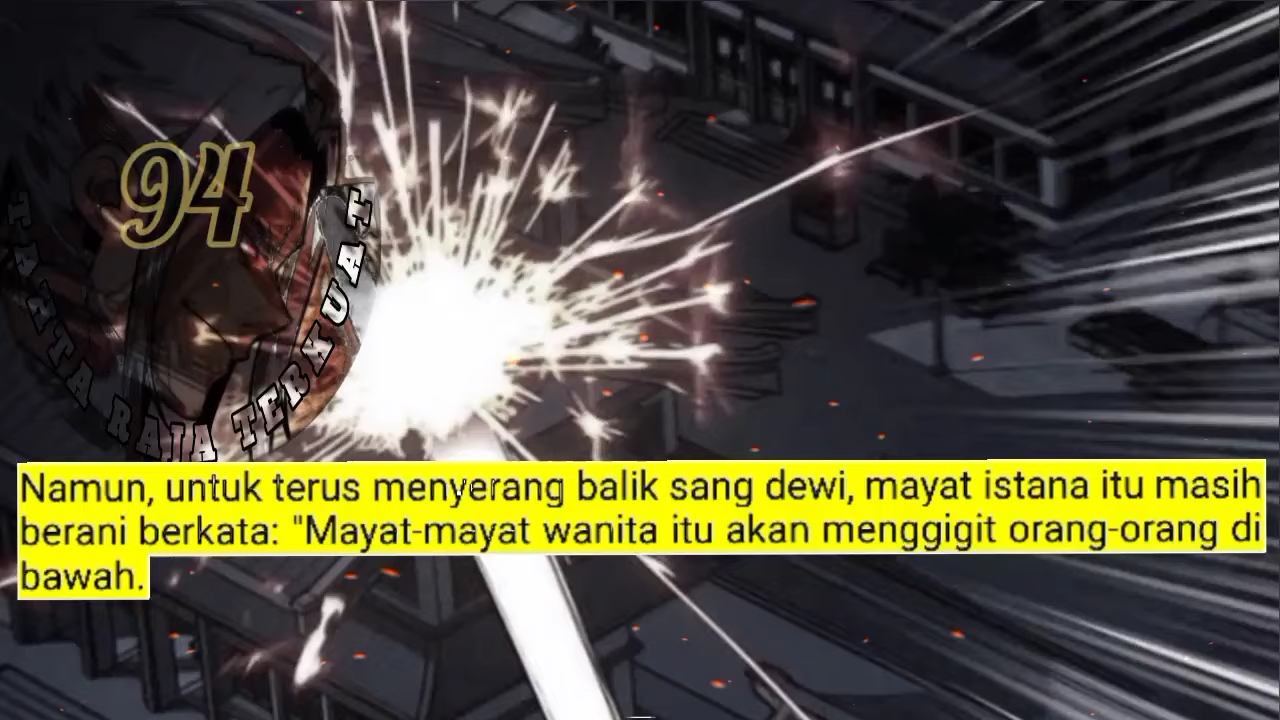 94
TAHTA RAJA TERKUAT
Namun, untuk terus menyerang balik sang dewi, mayat istana itu masih
berani berkata: "Mayat-mayat wanita itu akan menggigit orang-orang di
bawah.